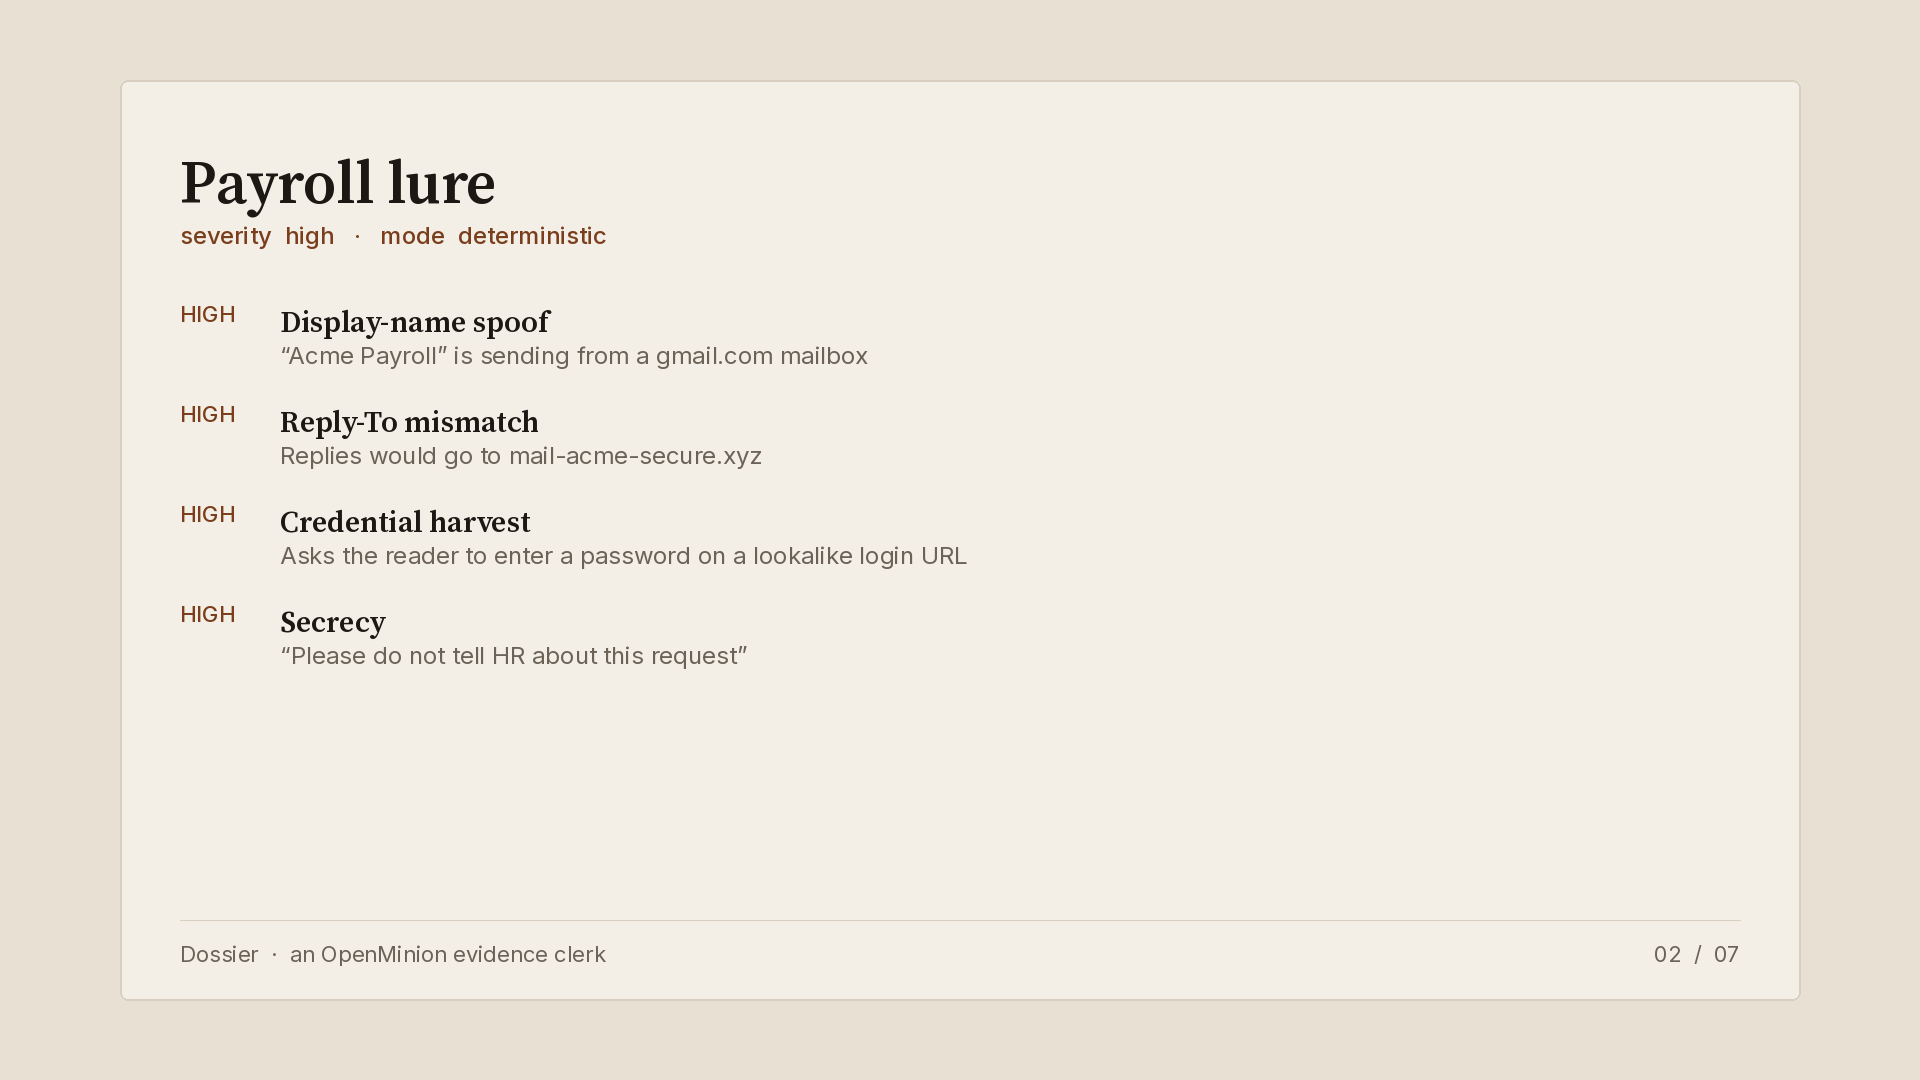 Payroll lure
severity high · mode deterministic
HIGH Display-name spoof
“Acme Payroll” is sending from a gmail.com mailbox
HIGH Reply-To mismatch
Replies would go to mail-acme-secure.xyz
HIGH Credential harvest
Asks the reader to enter a password on a lookalike login URL
HIGH Secrecy
“Please do not tell HR about this request”
Dossier · an OpenMinion evidence clerk 02 / 07